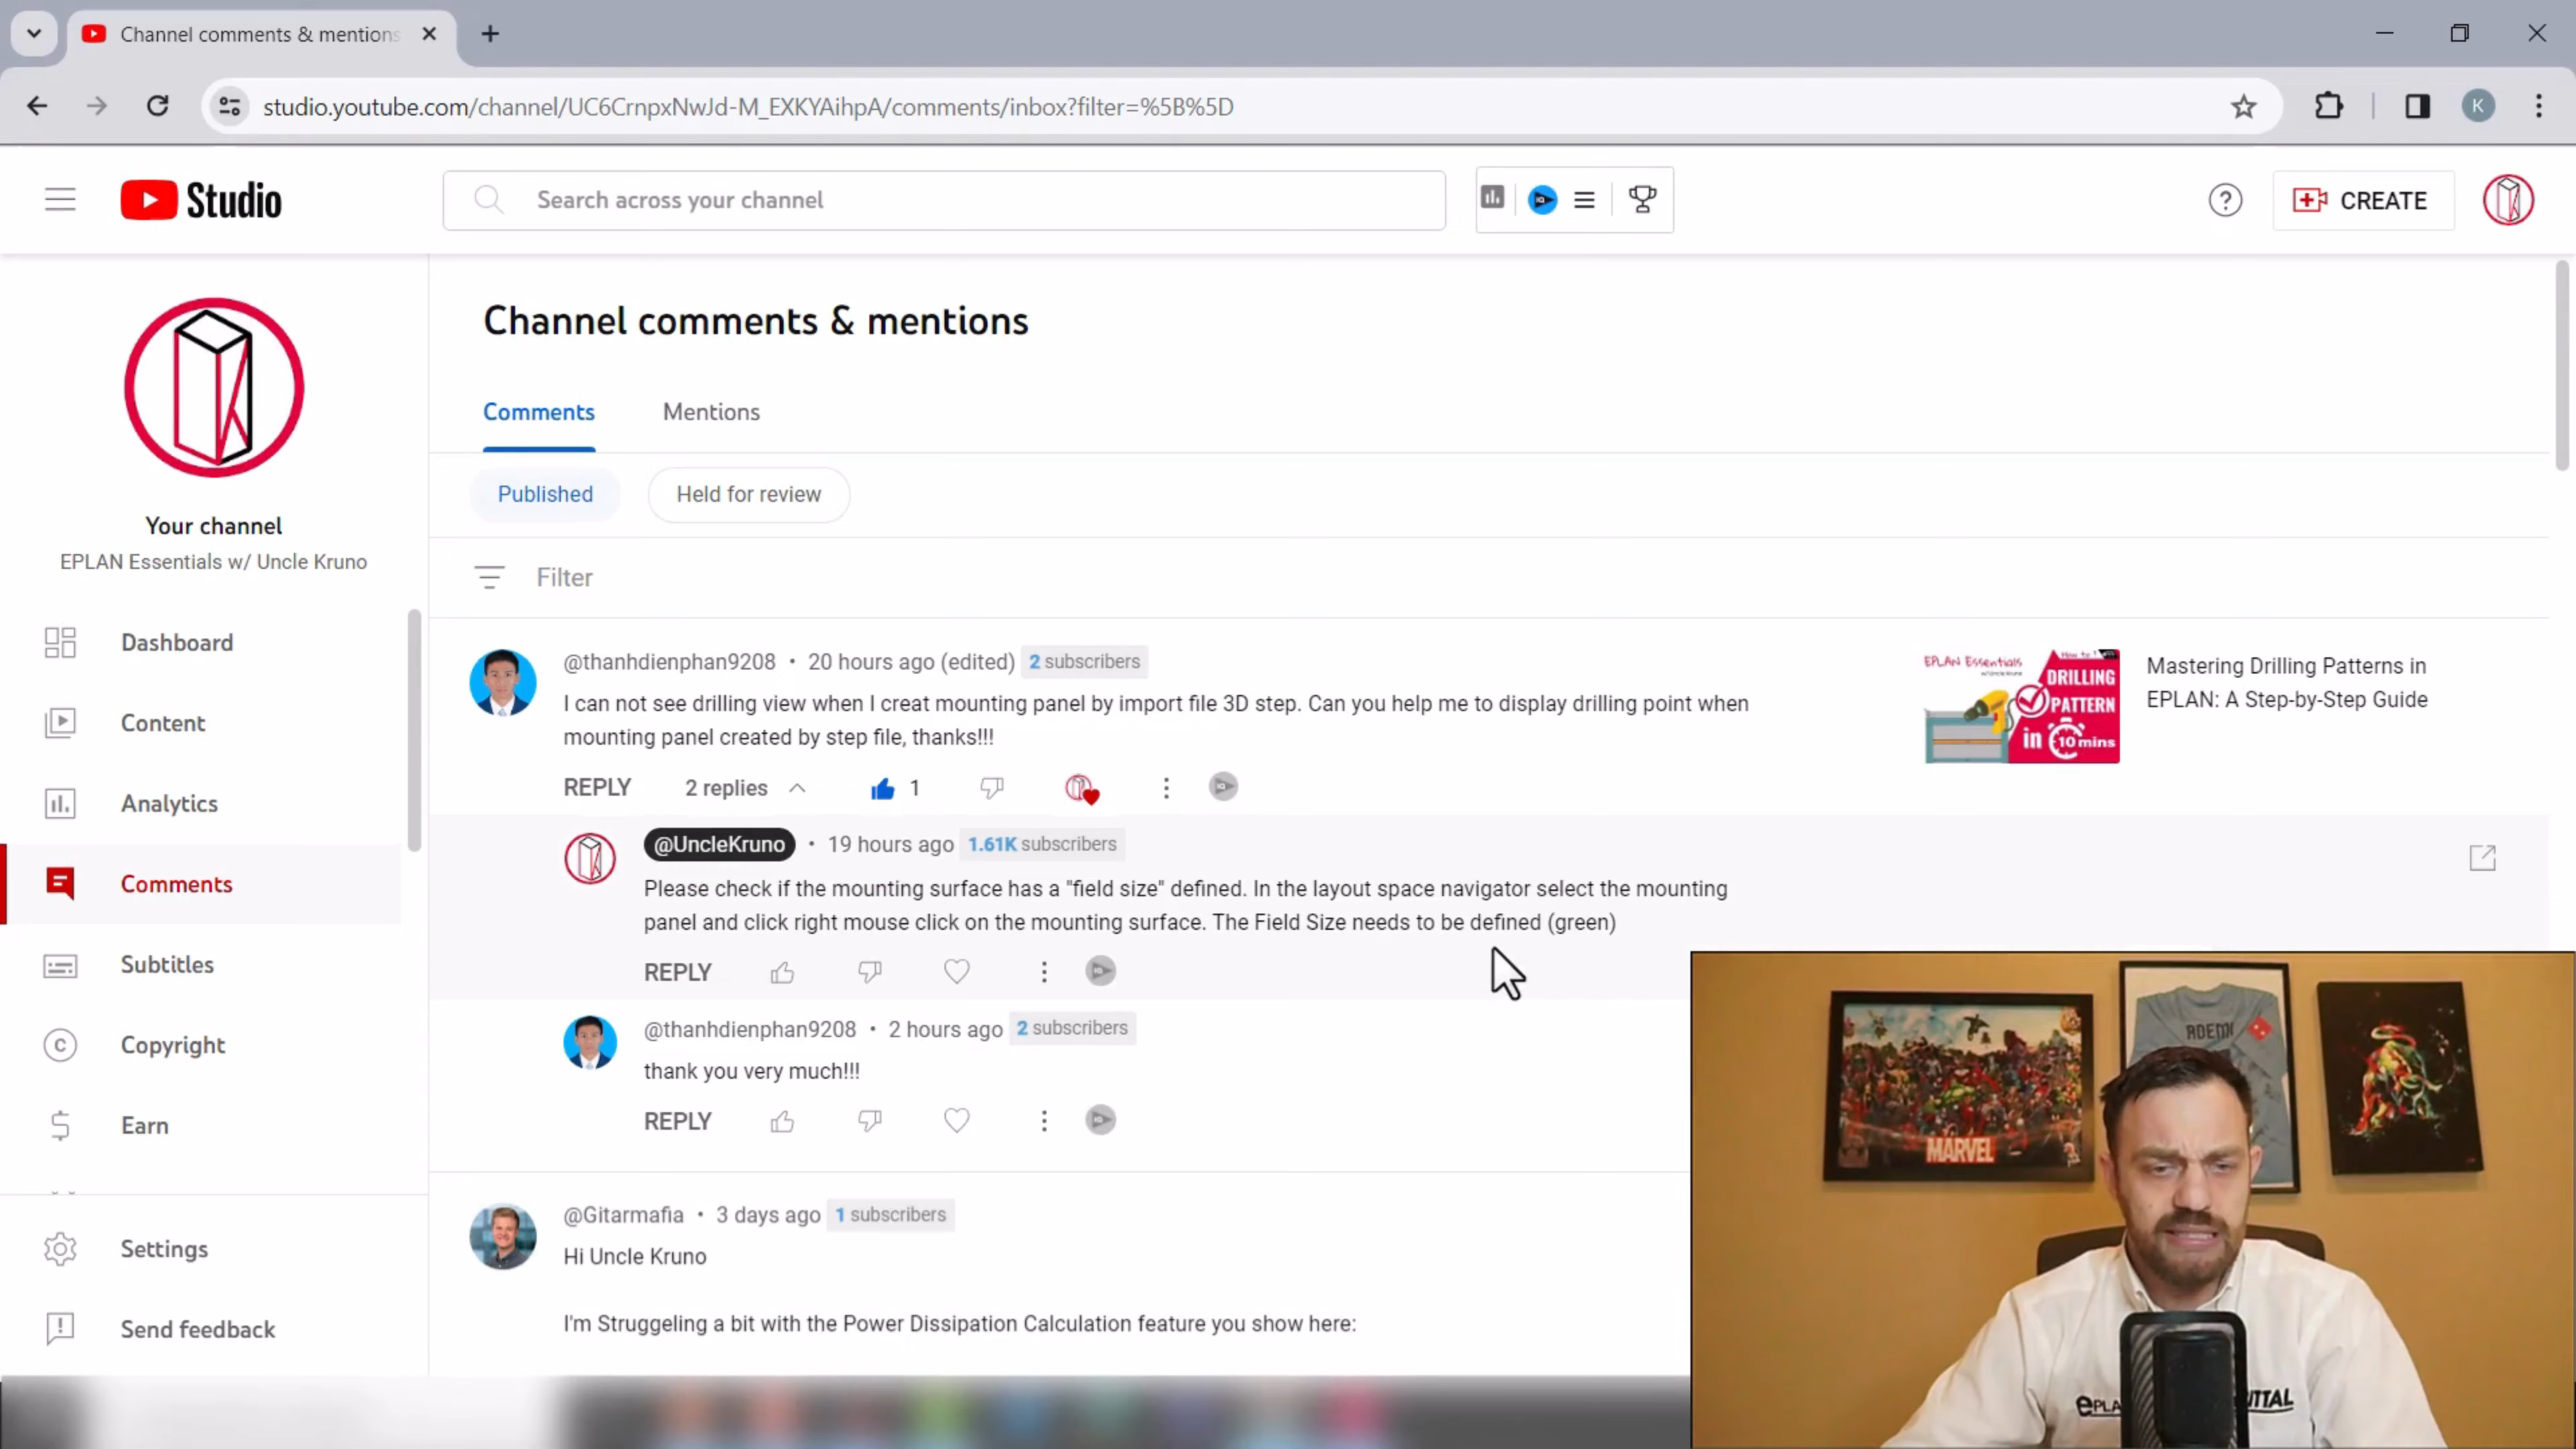 Channel comments & mentions
studio.youtube.com/channel/UC6CrnpxNwJd-M_EXKYAihpA/comments/inbox?filter=%5B%5D
K
Studio
Search across your channel
CREATE
Your channel
EPLAN Essentials w/ Uncle Kruno
Dashboard
Content
Analytics
Comments
Subtitles
Copyright
Earn
Settings
Send feedback
Channel comments & mentions
Comments
Mentions
Published
Held for review
Filter
@thanhdienphan9208 • 20 hours ago (edited) 2 subscribers
I can not see drilling view when I creat mounting panel by import file 3D step. Can you help me to display drilling point when
mounting panel created by step file, thanks!!!
REPLY 2 replies 1
EPLAN Essentials
DRILLING
PATTERN
in 10 mins
Mastering Drilling Patterns in
EPLAN: A Step-by-Step Guide
@UncleKruno • 19 hours ago 1.61K subscribers
Please check if the mounting surface has a "field size" defined. In the layout space navigator select the mounting
panel and click right mouse click on the mounting surface. The Field Size needs to be defined (green)
REPLY
@thanhdienphan9208 • 2 hours ago 2 subscribers
thank you very much!!!
REPLY
@Gitarmafia • 3 days ago 1 subscribers
Hi Uncle Kruno
I'm Struggeling a bit with the Power Dissipation Calculation feature you show here:
MARVEL